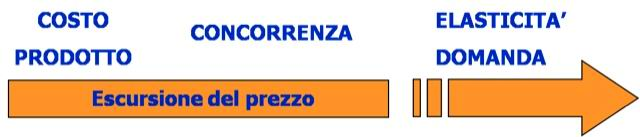 COSTO
PRODOTTO
CONCORRENZA
ELASTICITA'
DOMANDA
Escursione del prezzo